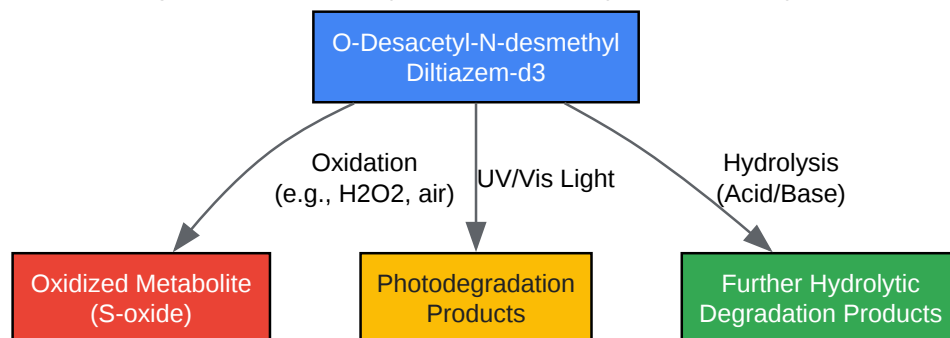 O-Desacetyl-N-desmethyl
Diltiazem-d3
Oxidation
(e.g., H2O2, air)
UV/Vis Light
Hydrolysis
(Acid/Base)
Oxidized Metabolite
(S-oxide)
Photodegradation
Products
Further Hydrolytic
Degradation Products